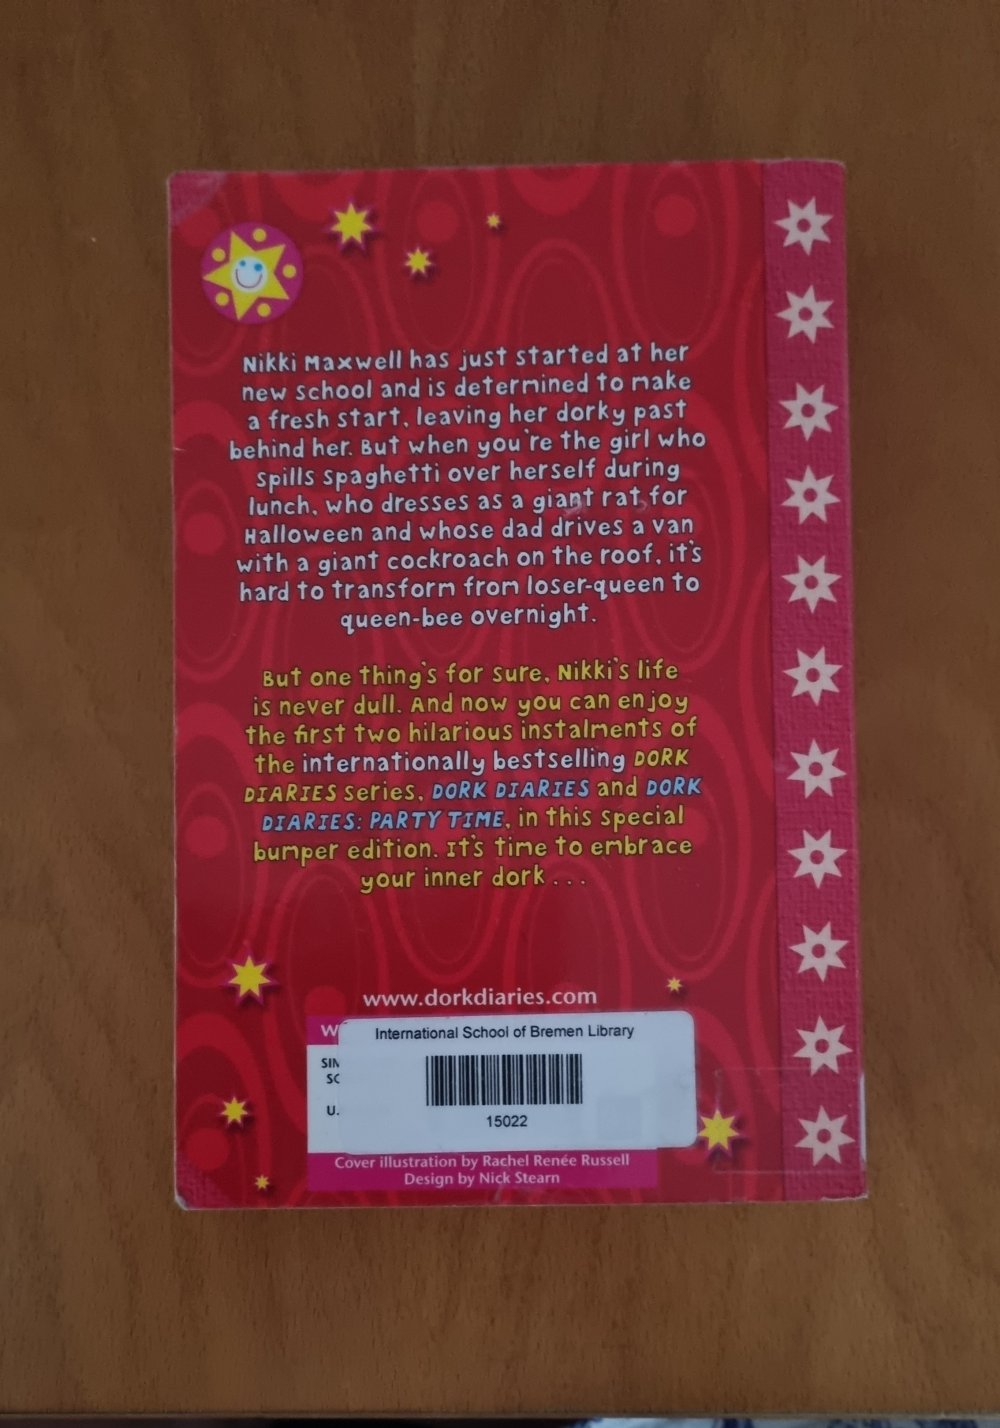 Nikki Maxwell has just started at her
new school and is determined to make
a fresh start, leaving her dorky past
behind her. But when you're the girl who
spills spaghetti over herself during
lunch, who dresses as a giant rat for
Halloween and whose dad drives a van
with a giant cockroach on the roof, it's
hard to transform from loser-queen to
queen-bee overnight.
But one thing's for sure, Nikki's life
is never dull. And now you can enjoy
the first two hilarious instalments of
the internationally bestselling DORK
DIARIES series, DORK DIARIES and DORK
DIARIES: PARTY TIME, in this special
bumper edition. It's time to embrace
your inner dork . . .
www.dorkdiaries.com
International School of Bremen Library
15022
Cover illustration by Rachel Renée Russell
Design by Nick Stearn